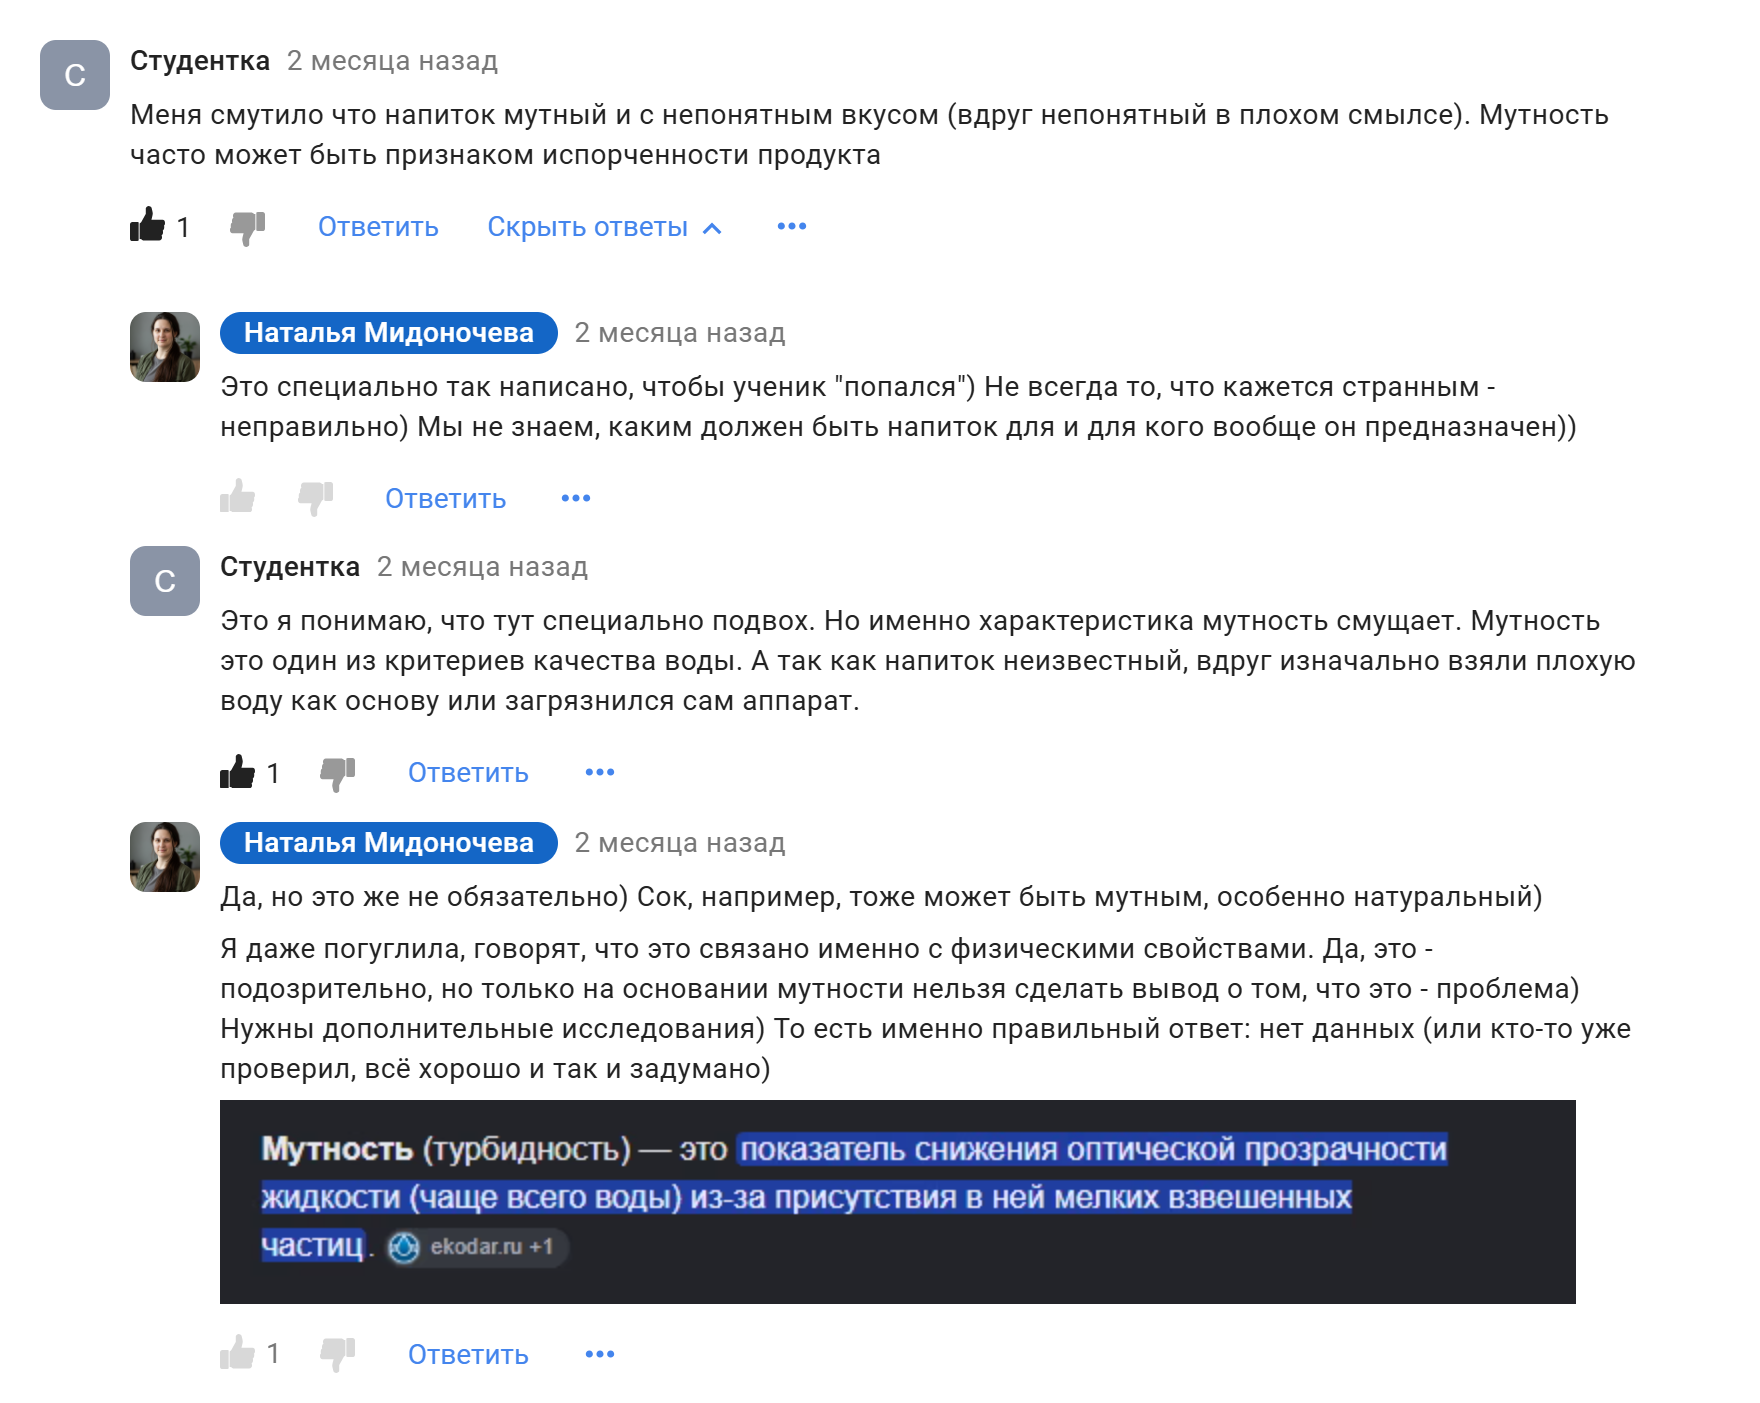 С
Студентка 2 месяца назад
Меня смутило что напиток мутный и с непонятным вкусом (вдруг непонятный в плохом смылсе). Мутность
часто может быть признаком испорченности продукта
1 Ответить Скрыть ответы
Наталья Мидоночева 2 месяца назад
Это специально так написано, чтобы ученик "попался") Не всегда то, что кажется странным -
неправильно) Мы не знаем, каким должен быть напиток для и для кого вообще он предназначен))
Ответить
С
Студентка 2 месяца назад
Это я понимаю, что тут специально подвох. Но именно характеристика мутность смущает. Мутность
это один из критериев качества воды. А так как напиток неизвестный, вдруг изначально взяли плохую
воду как основу или загрязнился сам аппарат.
1 Ответить
Наталья Мидоночева 2 месяца назад
Да, но это же не обязательно) Сок, например, тоже может быть мутным, особенно натуральный)
Я даже погуглила, говорят, что это связано именно с физическими свойствами. Да, это -
подозрительно, но только на основании мутности нельзя сделать вывод о том, что это - проблема)
Нужны дополнительные исследования) То есть именно правильный ответ: нет данных (или кто-то уже
проверил, всё хорошо и так и задумано)
Мутность (турбидность) — это показатель снижения оптической прозрачности
жидкости (чаще всего воды) из-за присутствия в ней мелких взвешенных
частиц. ekodar.ru +1
1 Ответить